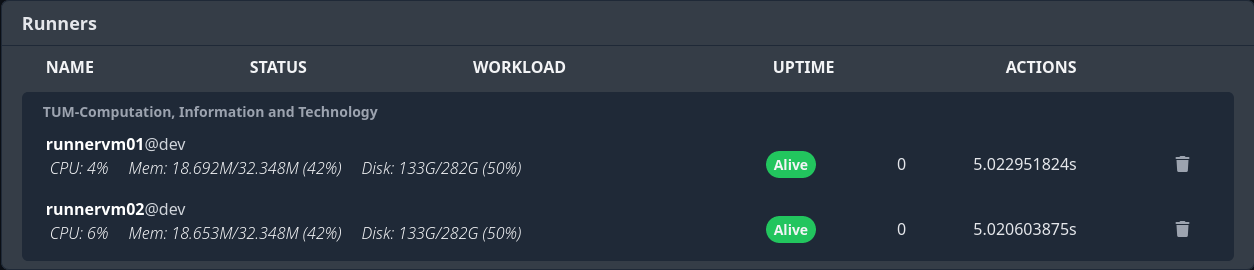 Runners
NAME STATUS WORKLOAD UPTIME ACTIONS
TUM-Computation, Information and Technology
runnervm01@dev
CPU: 4% Mem: 18.692M/32.348M (42%) Disk: 133G/282G (50%) Alive 0 5.022951824s
runnervm02@dev
CPU: 6% Mem: 18.653M/32.348M (42%) Disk: 133G/282G (50%) Alive 0 5.020603875s